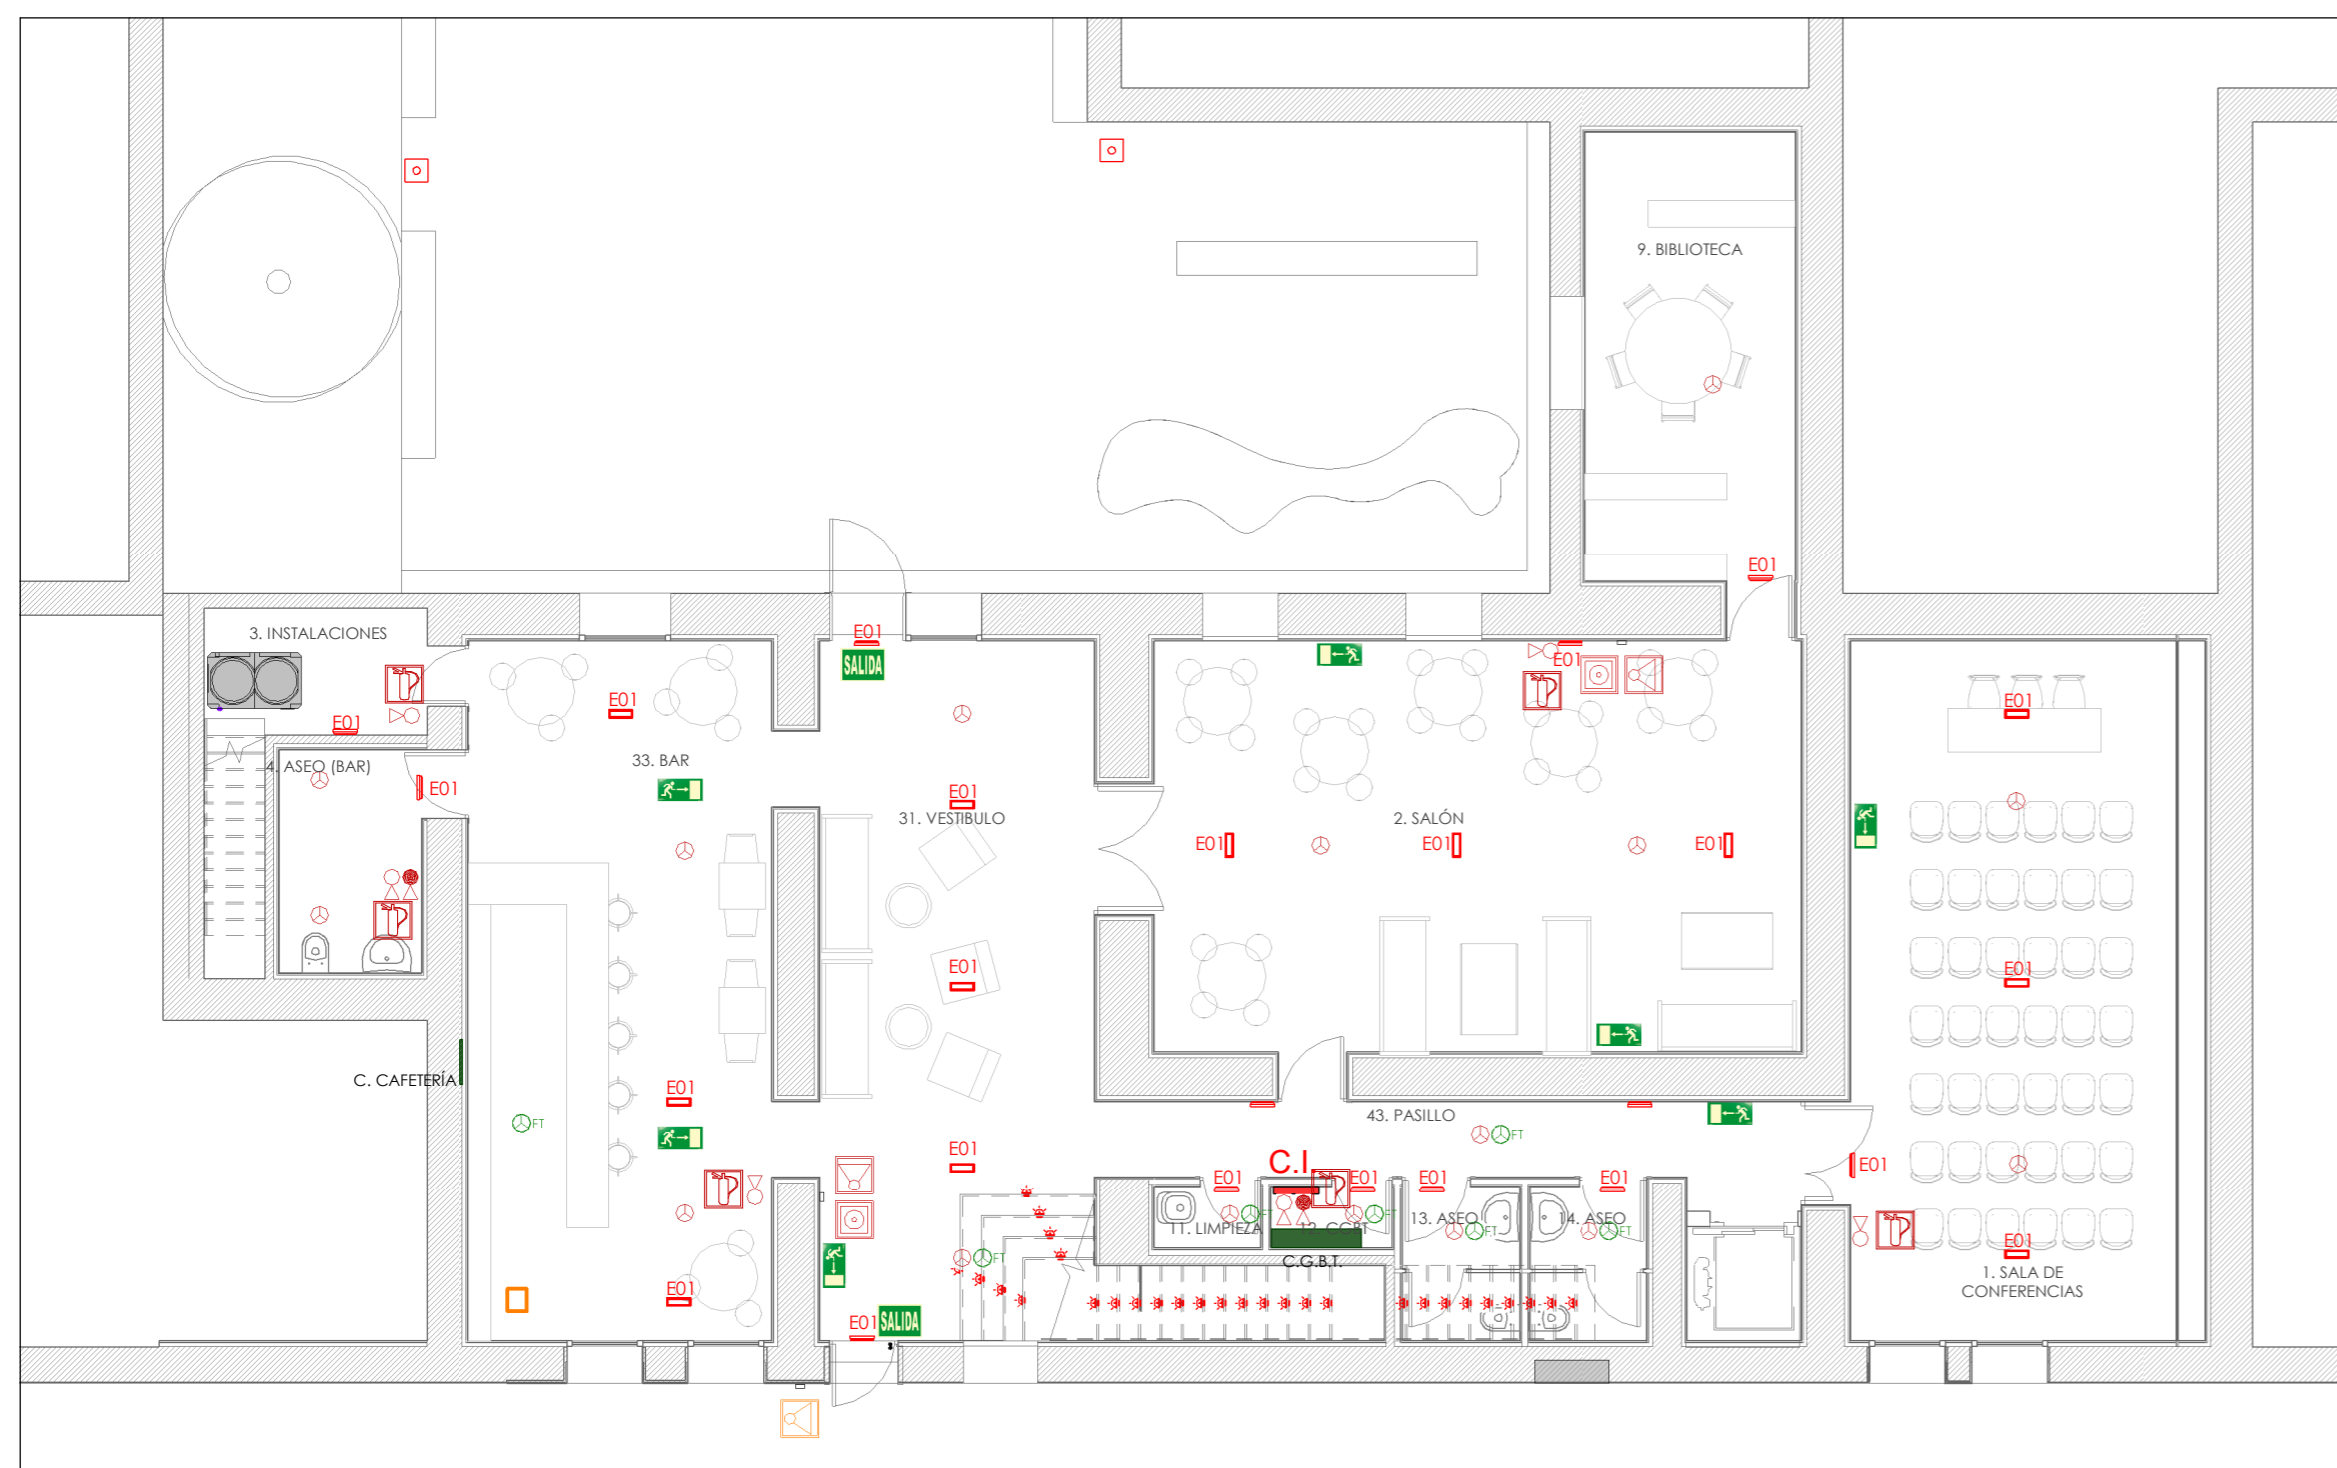 9. BIBLIOTECA
E01
3. INSTALACIONES
E01
SALIDA
E01
E01
E01
E01
E01
4. ASEO (BAR)
E01
33. BAR
E01
31. VESTIBULO
2. SALÓN
E01
E01
E01
E01
E01
C. CAFETERÍA
E01
FT
43. PASILLO
FT
E01
E01
C.I.
E01
E01
E01
E01
11. LIMPIEZA
FT
12. CGBT
FT
13. ASEO
FT
14. ASEO
FT
FT
C.G.B.T.
E01
1. SALA DE
CONFERENCIAS
E01
E01
SALIDA